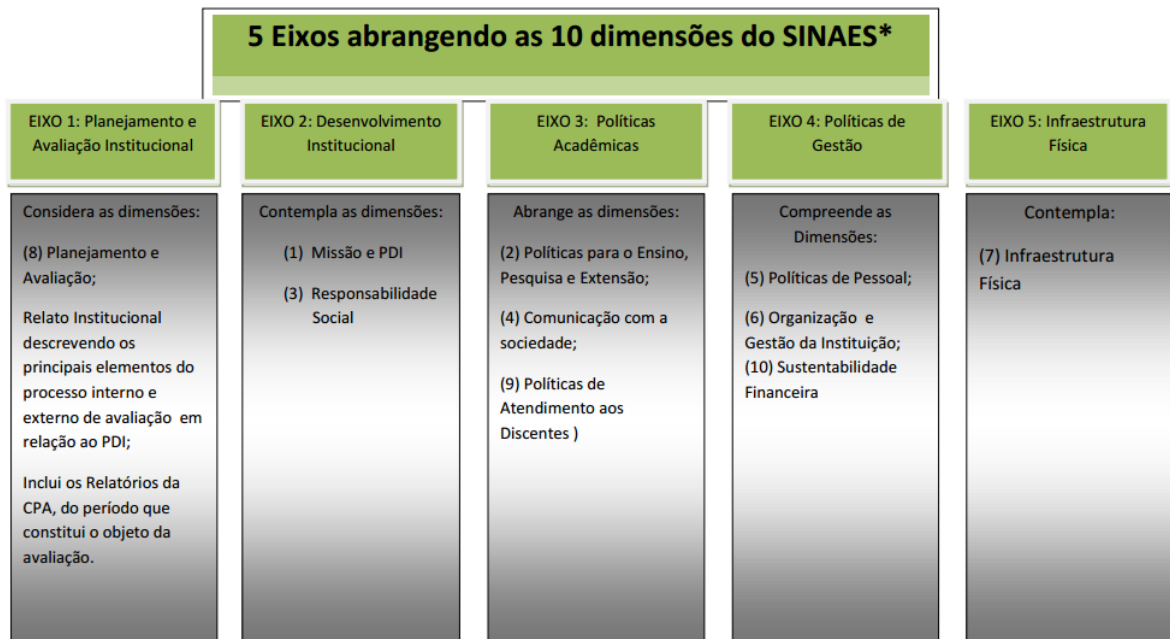 5 Eixos abrangendo as 10 dimensões do SINAES*
EIXO 1: Planejamento e
Avaliação Institucional
Considera as dimensões:
(8) Planejamento e
Avaliação;
Relato Institucional
descrevendo os
principais elementos do
processo interno e
externo de avaliação em
relação ao PDI;
Inclui os Relatórios da
CPA, do período que
constitui o objeto da
avaliação.
EIXO 2: Desenvolvimento
Institucional
Contempla as dimensões:
(1) Missão e PDI
(3) Responsabilidade
Social
EIXO 3: Políticas
Acadêmicas
Abrange as dimensões:
(2) Políticas para o Ensino,
Pesquisa e Extensão;
(4) Comunicação com a
sociedade;
(9) Políticas de
Atendimento aos
Discentes )
EIXO 4: Políticas de
Gestão
Compreende as
Dimensões:
(5) Políticas de Pessoal;
(6) Organização e
Gestão da Instituição;
(10) Sustentabilidade
Financeira
EIXO 5: Infraestrutura
Física
Contempla:
(7) Infraestrutura
Física